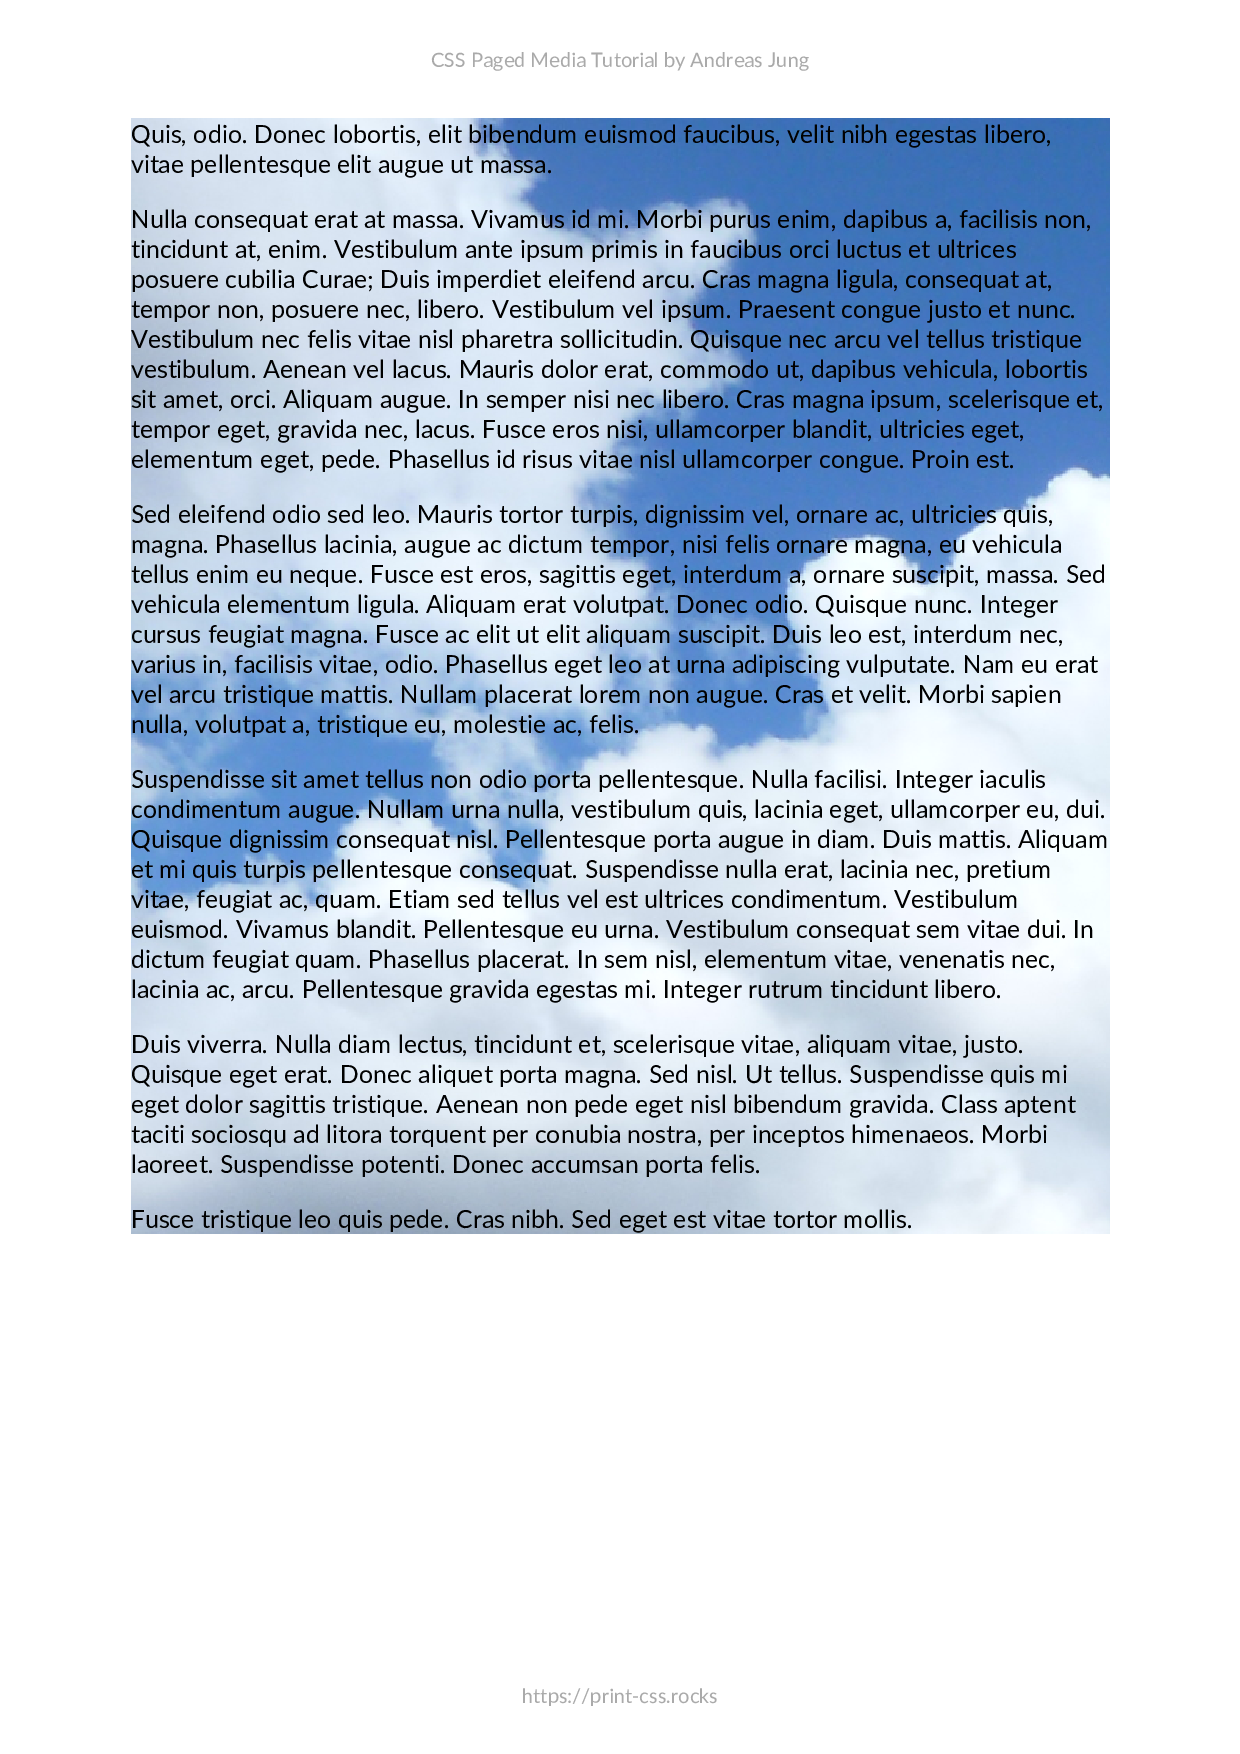 CSS Paged Media Tutorial by Andreas Jung
Quis, odio. Donec lobortis, elit bibendum euismod faucibus, velit nibh egestas libero,
vitae pellentesque elit augue ut massa.
Nulla consequat erat at massa. Vivamus id mi. Morbi purus enim, dapibus a, facilisis non,
tincidunt at, enim. Vestibulum ante ipsum primis in faucibus orci luctus et ultrices
posuere cubilia Curae; Duis imperdiet eleifend arcu. Cras magna ligula, consequat at,
tempor non, posuere nec, libero. Vestibulum vel ipsum. Praesent congue justo et nunc.
Vestibulum nec felis vitae nisl pharetra sollicitudin. Quisque nec arcu vel tellus tristique
vestibulum. Aenean vel lacus. Mauris dolor erat, commodo ut, dapibus vehicula, lobortis
sit amet, orci. Aliquam augue. In semper nisi nec libero. Cras magna ipsum, scelerisque et,
tempor eget, gravida nec, lacus. Fusce eros nisi, ullamcorper blandit, ultricies eget,
elementum eget, pede. Phasellus id risus vitae nisl ullamcorper congue. Proin est.
Sed eleifend odio sed leo. Mauris tortor turpis, dignissim vel, ornare ac, ultricies quis,
magna. Phasellus lacinia, augue ac dictum tempor, nisi felis ornare magna, eu vehicula
tellus enim eu neque. Fusce est eros, sagittis eget, interdum a, ornare suscipit, massa. Sed
vehicula elementum ligula. Aliquam erat volutpat. Donec odio. Quisque nunc. Integer
cursus feugiat magna. Fusce ac elit ut elit aliquam suscipit. Duis leo est, interdum nec,
varius in, facilisis vitae, odio. Phasellus eget leo at urna adipiscing vulputate. Nam eu erat
vel arcu tristique mattis. Nullam placerat lorem non augue. Cras et velit. Morbi sapien
nulla, volutpat a, tristique eu, molestie ac, felis.
Suspendisse sit amet tellus non odio porta pellentesque. Nulla facilisi. Integer iaculis
condimentum augue. Nullam urna nulla, vestibulum quis, lacinia eget, ullamcorper eu, dui.
Quisque dignissim consequat nisl. Pellentesque porta augue in diam. Duis mattis. Aliquam
et mi quis turpis pellentesque consequat. Suspendisse nulla erat, lacinia nec, pretium
vitae, feugiat ac, quam. Etiam sed tellus vel est ultrices condimentum. Vestibulum
euismod. Vivamus blandit. Pellentesque eu urna. Vestibulum consequat sem vitae dui. In
dictum feugiat quam. Phasellus placerat. In sem nisl, elementum vitae, venenatis nec,
lacinia ac, arcu. Pellentesque gravida egestas mi. Integer rutrum tincidunt libero.
Duis viverra. Nulla diam lectus, tincidunt et, scelerisque vitae, aliquam vitae, justo.
Quisque eget erat. Donec aliquet porta magna. Sed nisl. Ut tellus. Suspendisse quis mi
eget dolor sagittis tristique. Aenean non pede eget nisl bibendum gravida. Class aptent
taciti sociosqu ad litora torquent per conubia nostra, per inceptos himenaeos. Morbi
laoreet. Suspendisse potenti. Donec accumsan porta felis.
Fusce tristique leo quis pede. Cras nibh. Sed eget est vitae tortor mollis.
https://print-css.rocks